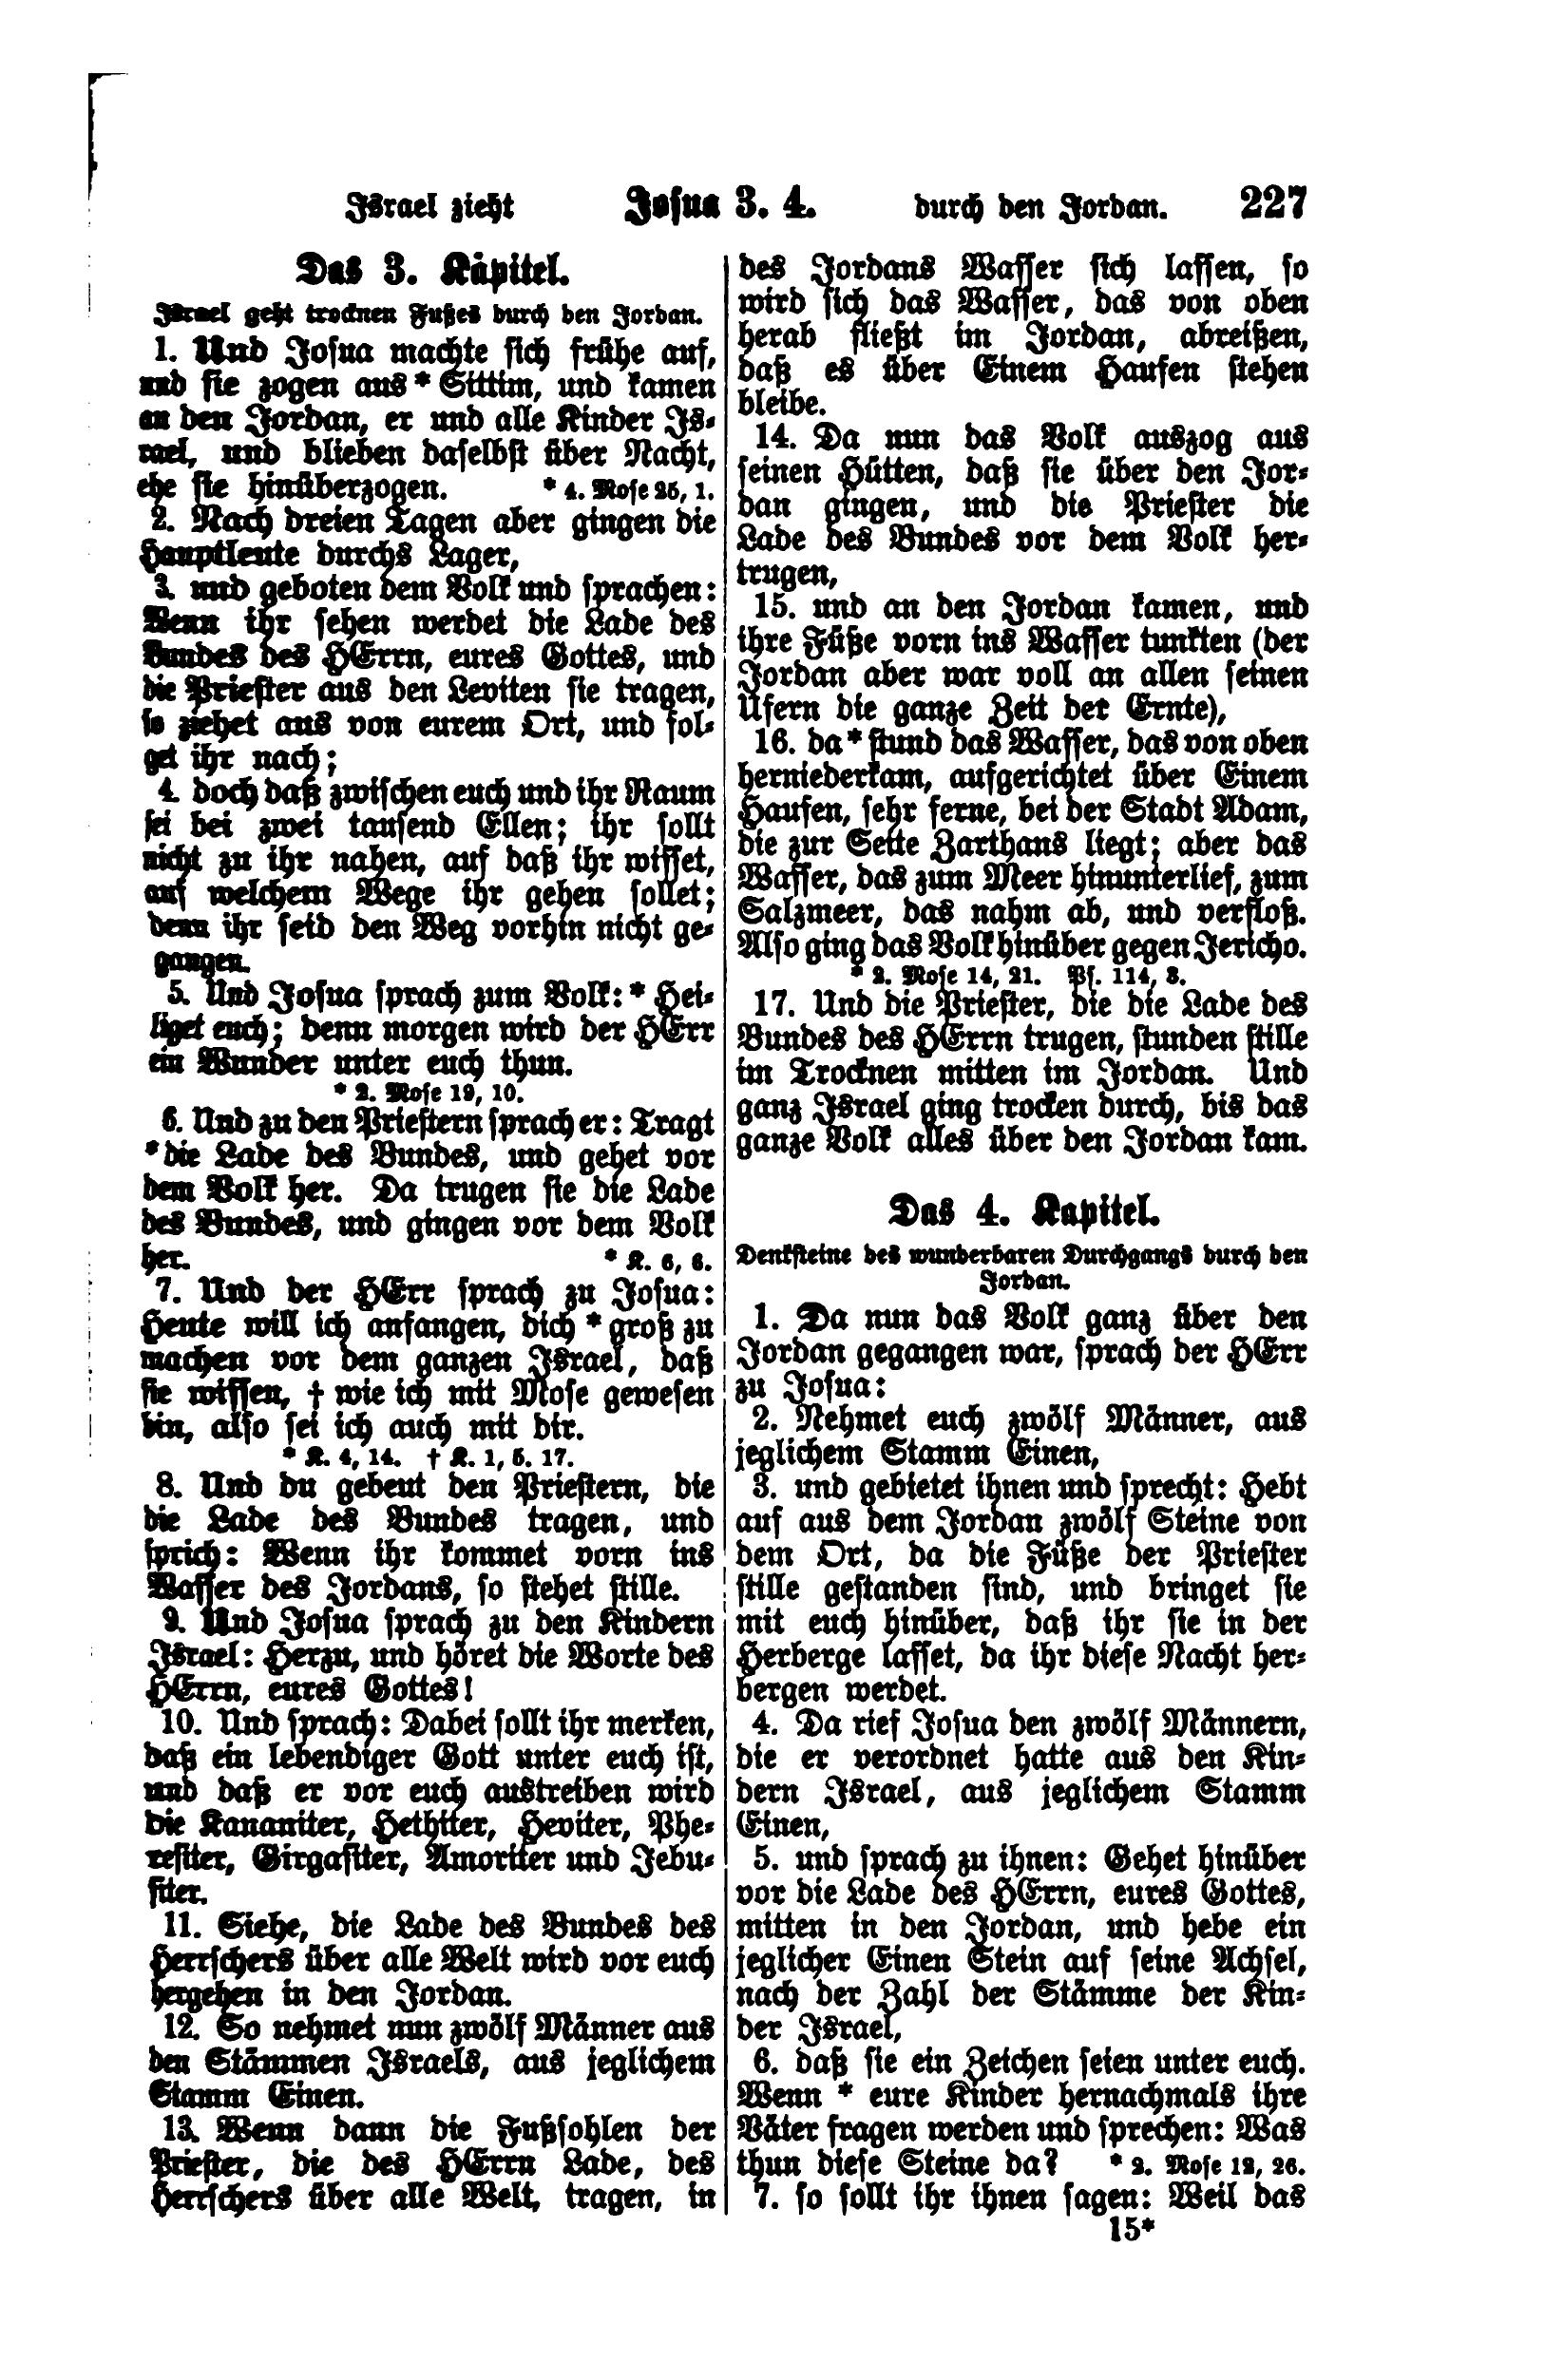 Israel zieht Josua 3. 4. durch den Jordan. 227
Das 3. Kapitel.
Israel geht trocknen Fußes durch den Jordan.
1. Und Josua machte sich frühe auf,
und sie zogen aus * Sittim, und kamen
an den Jordan, er und alle Kinder Is-
rael, und blieben daselbst über Nacht,
ehe sie hinüberzogen. * 4. Mose 25, 1.
2. Nach dreien Tagen aber gingen die
Hauptleute durchs Lager,
3. und geboten dem Volk und sprachen:
Wenn ihr sehen werdet die Lade des
Bundes des HErrn, eures Gottes, und
die Priester aus den Leviten sie tragen,
so ziehet aus von eurem Ort, und fol-
get ihr nach;
4. doch daß zwischen euch und ihr Raum
sei bei zwei tausend Ellen; ihr sollt
nicht zu ihr nahen, auf daß ihr wisset,
auf welchem Wege ihr gehen sollet;
denn ihr seid den Weg vorhin nicht ge-
gangen.
5. Und Josua sprach zum Volk: * Hei-
liget euch; denn morgen wird der HErr
ein Wunder unter euch thun.
* 2. Mose 19, 10.
6. Und zu den Priestern sprach er: Tragt
* die Lade des Bundes, und gehet vor
dem Volk her. Da trugen sie die Lade
des Bundes, und gingen vor dem Volk
her. * K. 6, 6.
7. Und der HErr sprach zu Josua:
Heute will ich anfangen, dich * groß zu
machen vor dem ganzen Israel, daß
sie wissen, † wie ich mit Mose gewesen
bin, also sei ich auch mit dir.
* K. 4, 14. † K. 1, 5. 17.
8. Und du gebeut den Priestern, die
die Lade des Bundes tragen, und
sprich: Wenn ihr kommet vorn ins
Wasser des Jordans, so stehet stille.
9. Und Josua sprach zu den Kindern
Israel: Herzu, und höret die Worte des
HErrn, eures Gottes!
10. Und sprach: Dabei sollt ihr merken,
daß ein lebendiger Gott unter euch ist,
und daß er vor euch austreiben wird
die Kananiter, Hethiter, Heviter, Phe-
resiter, Girgasiter, Amoriter und Jebu-
siter.
11. Siehe, die Lade des Bundes des
Herrschers über alle Welt wird vor euch
hergehen in den Jordan.
12. So nehmet nun zwölf Männer aus
den Stämmen Israels, aus jeglichem
Stamm Einen.
13. Wenn dann die Fußsohlen der
Priester, die des HErrn Lade, des
Herrschers über alle Welt, tragen, in
des Jordans Wasser sich lassen, so
wird sich das Wasser, das von oben
herab fließt im Jordan, abreißen,
daß es über Einem Haufen stehen
bleibe.
14. Da nun das Volk auszog aus
seinen Hütten, daß sie über den Jor-
dan gingen, und die Priester die
Lade des Bundes vor dem Volk her-
trugen,
15. und an den Jordan kamen, und
ihre Füße vorn ins Wasser tunkten (der
Jordan aber war voll an allen seinen
Ufern die ganze Zeit der Ernte),
16. da * stund das Wasser, das von oben
herniederkam, aufgerichtet über Einem
Haufen, sehr ferne, bei der Stadt Adam,
die zur Seite Zarthans liegt; aber das
Wasser, das zum Meer hinunterlief, zum
Salzmeer, das nahm ab, und verfloß.
Also ging das Volk hinüber gegen Jericho.
* 2. Mose 14, 21. Ps. 114, 3.
17. Und die Priester, die die Lade des
Bundes des HErrn trugen, stunden stille
im Trocknen mitten im Jordan. Und
ganz Israel ging trocken durch, bis das
ganze Volk alles über den Jordan kam.
Das 4. Kapitel.
Denksteine des wunderbaren Durchgangs durch den
Jordan.
1. Da nun das Volk ganz über den
Jordan gegangen war, sprach der HErr
zu Josua:
2. Nehmet euch zwölf Männer, aus
jeglichem Stamm Einen,
3. und gebietet ihnen und sprecht: Hebt
auf aus dem Jordan zwölf Steine von
dem Ort, da die Füße der Priester
stille gestanden sind, und bringet sie
mit euch hinüber, daß ihr sie in der
Herberge lasset, da ihr diese Nacht her-
bergen werdet.
4. Da rief Josua den zwölf Männern,
die er verordnet hatte aus den Kin-
dern Israel, aus jeglichem Stamm
Einen,
5. und sprach zu ihnen: Gehet hinüber
vor die Lade des HErrn, eures Gottes,
mitten in den Jordan, und hebe ein
jeglicher Einen Stein auf seine Achsel,
nach der Zahl der Stämme der Kin-
der Israel,
6. daß sie ein Zeichen seien unter euch.
Wenn * eure Kinder hernachmals ihre
Väter fragen werden und sprechen: Was
thun diese Steine da? * 2. Mose 12, 26.
7. so sollt ihr ihnen sagen: Weil das
15*